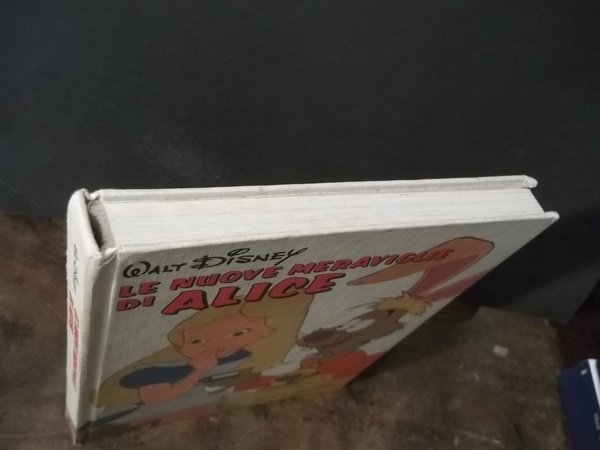 WALT DISNEY
LE NUOVE MERAVIGLIE
DI ALICE